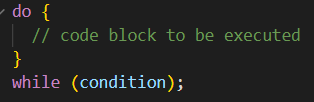 do {
  // code block to be executed
}
while (condition);